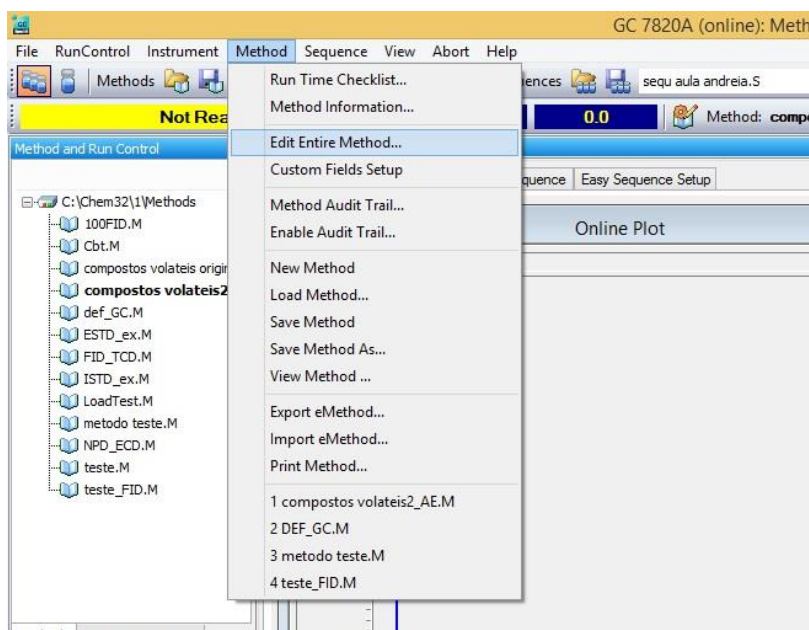 GC 7820A (online): Meth
File RunControl Instrument Method Sequence View Abort Help
Methods
ences sequ aula andreia.S
Not Rea
0.0 Method: compo
Method and Run Control
quence Easy Sequence Setup
Online Plot
C:\Chem32\1\Methods
100FID.M
Cbt.M
compostos volateis origin
compostos volateis2
def_GC.M
ESTD_ex.M
FID_TCD.M
ISTD_ex.M
LoadTest.M
metodo teste.M
NPD_ECD.M
teste.M
teste_FID.M
Run Time Checklist...
Method Information...
Edit Entire Method...
Custom Fields Setup
Method Audit Trail...
Enable Audit Trail...
New Method
Load Method...
Save Method
Save Method As...
View Method ...
Export eMethod...
Import eMethod...
Print Method...
1 compostos volateis2_AE.M
2 DEF_GC.M
3 metodo teste.M
4 teste_FID.M